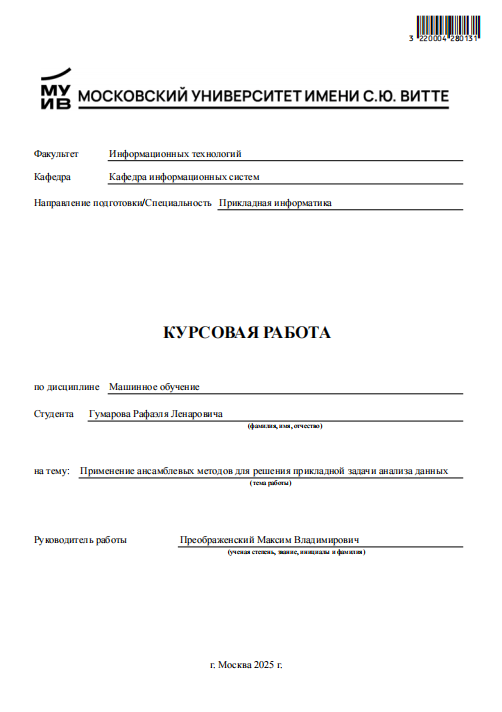 3 220004 280131
МУ
ИВ МОСКОВСКИЙ УНИВЕРСИТЕТ ИМЕНИ С.Ю. ВИТТЕ
Факультет Информационных технологий
Кафедра Кафедра информационных систем
Направление подготовки/Специальность Прикладная информатика
КУРСОВАЯ РАБОТА
по дисциплине Машинное обучение
Студента Гумарова Рафаэля Ленаровича
(фамилия, имя, отчество)
на тему: Применение ансамблевых методов для решения прикладной задачи анализа данных
(тема работы)
Руководитель работы Преображенский Максим Владимирович
(ученая степень, звание, инициалы и фамилия)
г. Москва 2025 г.